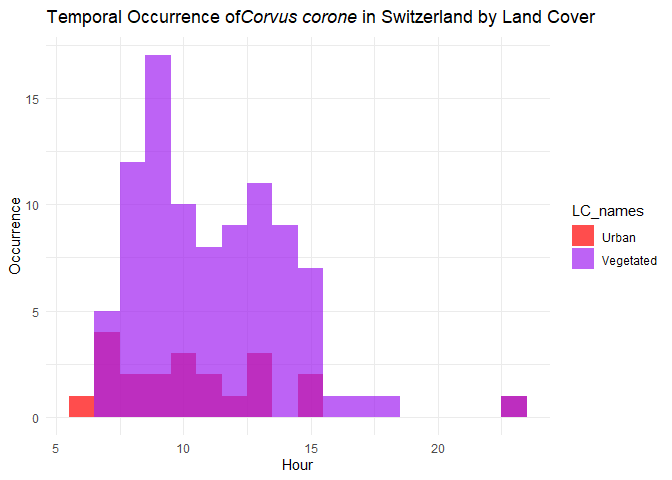 Temporal Occurrence ofCorvus corone in Switzerland by Land Cover
15
10
5
0
Occurrence
5 10 15 20
Hour
LC_names
Urban
Vegetated